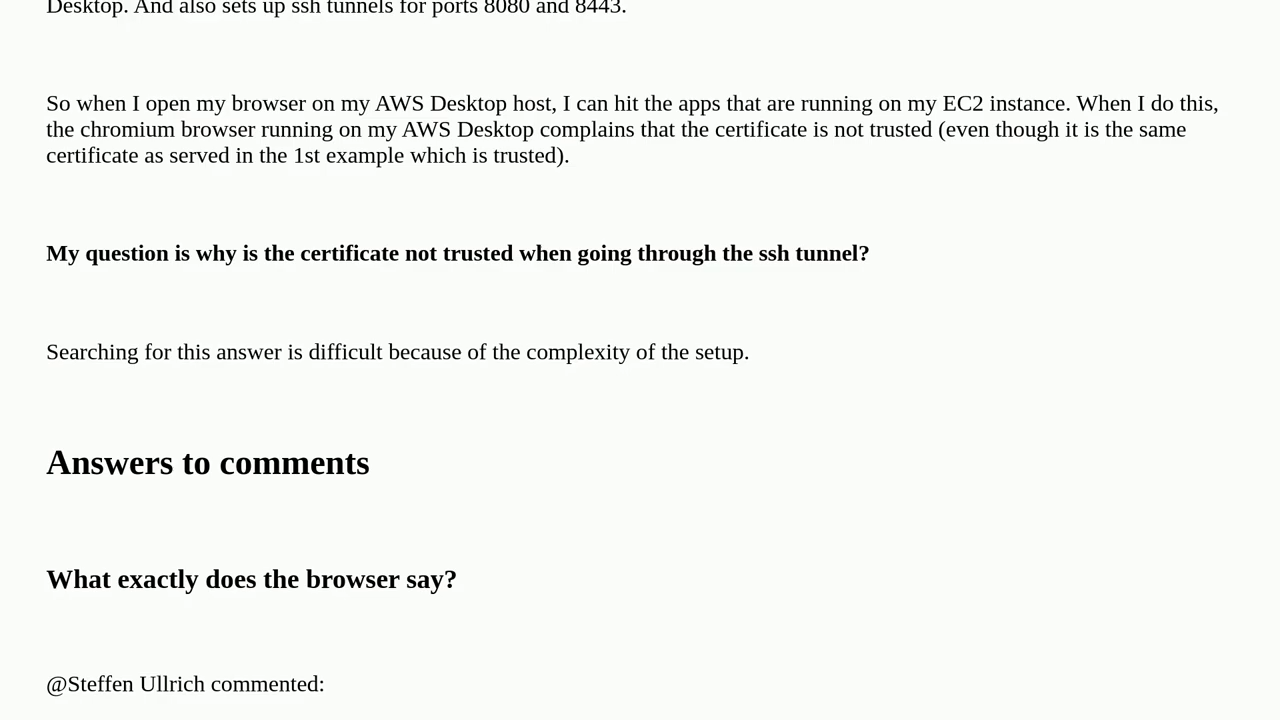 Desktop. And also sets up ssh tunnels for ports 8080 and 8443.
So when I open my browser on my AWS Desktop host, I can hit the apps that are running on my EC2 instance. When I do this,
the chromium browser running on my AWS Desktop complains that the certificate is not trusted (even though it is the same
certificate as served in the 1st example which is trusted).
My question is why is the certificate not trusted when going through the ssh tunnel?
Searching for this answer is difficult because of the complexity of the setup.
Answers to comments
What exactly does the browser say?
@Steffen Ullrich commented: